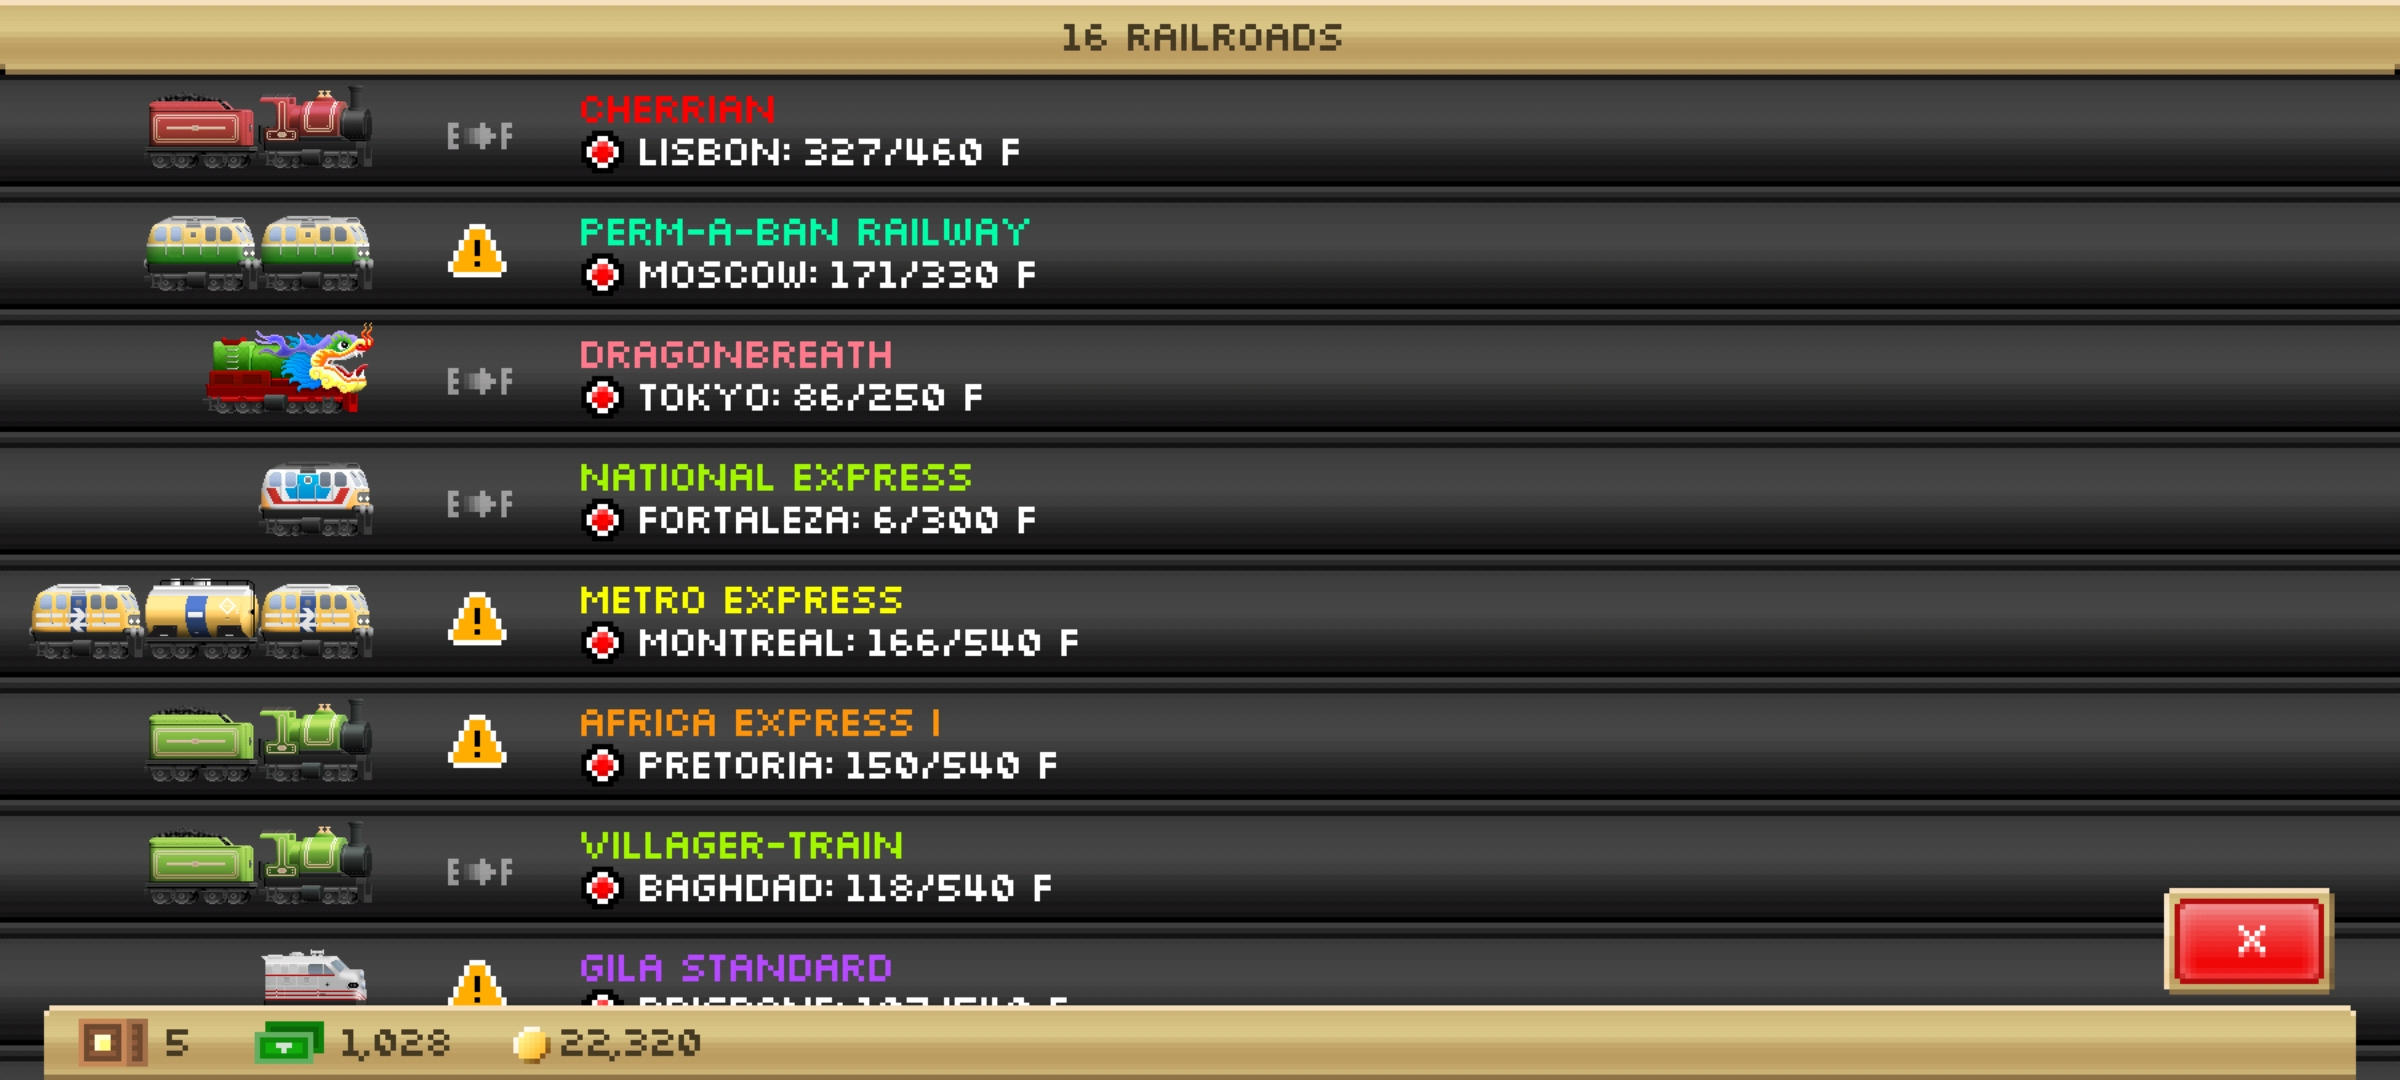 16 RAILROADS
CHERRIAN
E F
LISBON: 327/460 F
PERM-A-BAN RAILWAY
MOSCOW: 171/330 F
DRAGONBREATH
E F
TOKYO: 86/250 F
NATIONAL EXPRESS
E F
FORTALEZA: 6/300 F
METRO EXPRESS
MONTREAL: 166/540 F
AFRICA EXPRESS I
PRETORIA: 150/540 F
VILLAGER-TRAIN
E F
BAGHDAD: 118/540 F
X
GILA STANDARD
5 1,028 22,320